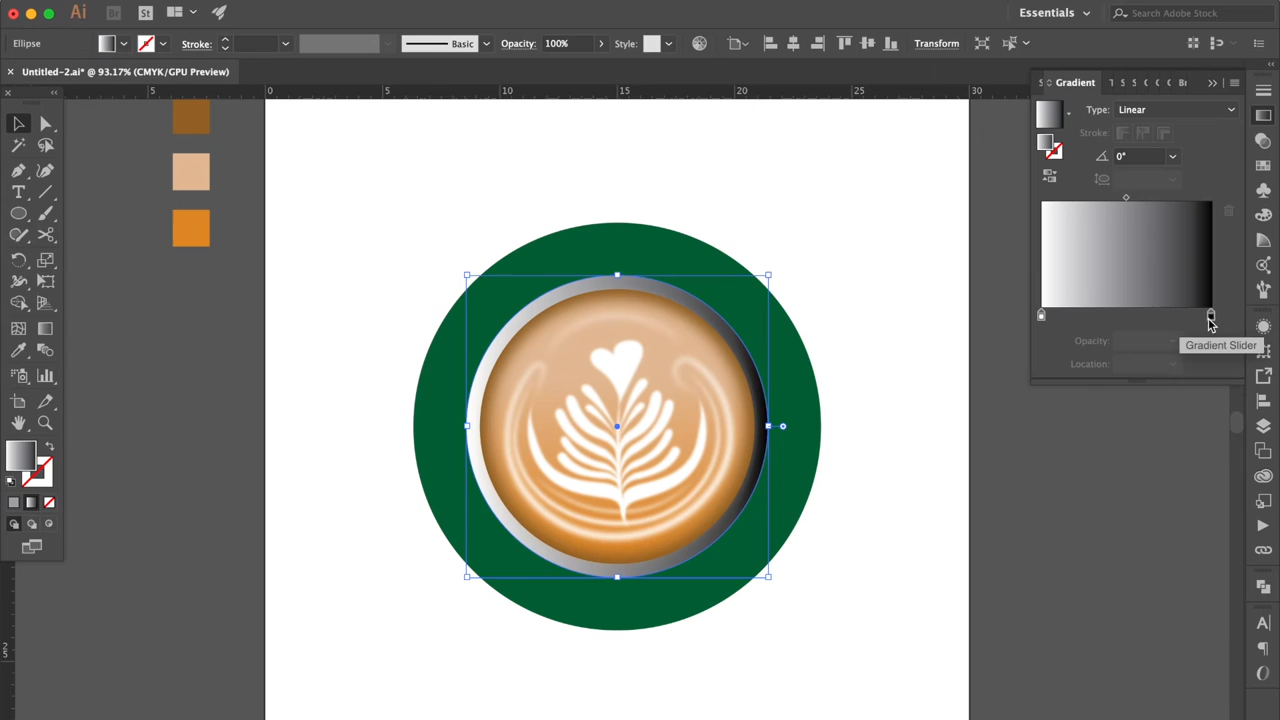 Ai Br St Essentials Search Adobe Stock
Ellipse Stroke: Basic Opacity: 100% Style: Transform
× Untitled-2.ai* @ 93.17% (CMYK/GPU Preview)
5 0 5 10 15 20 25 30
Gradient
Type: Linear
Stroke:
0°
Opacity:
Gradient Slider
Location:
25